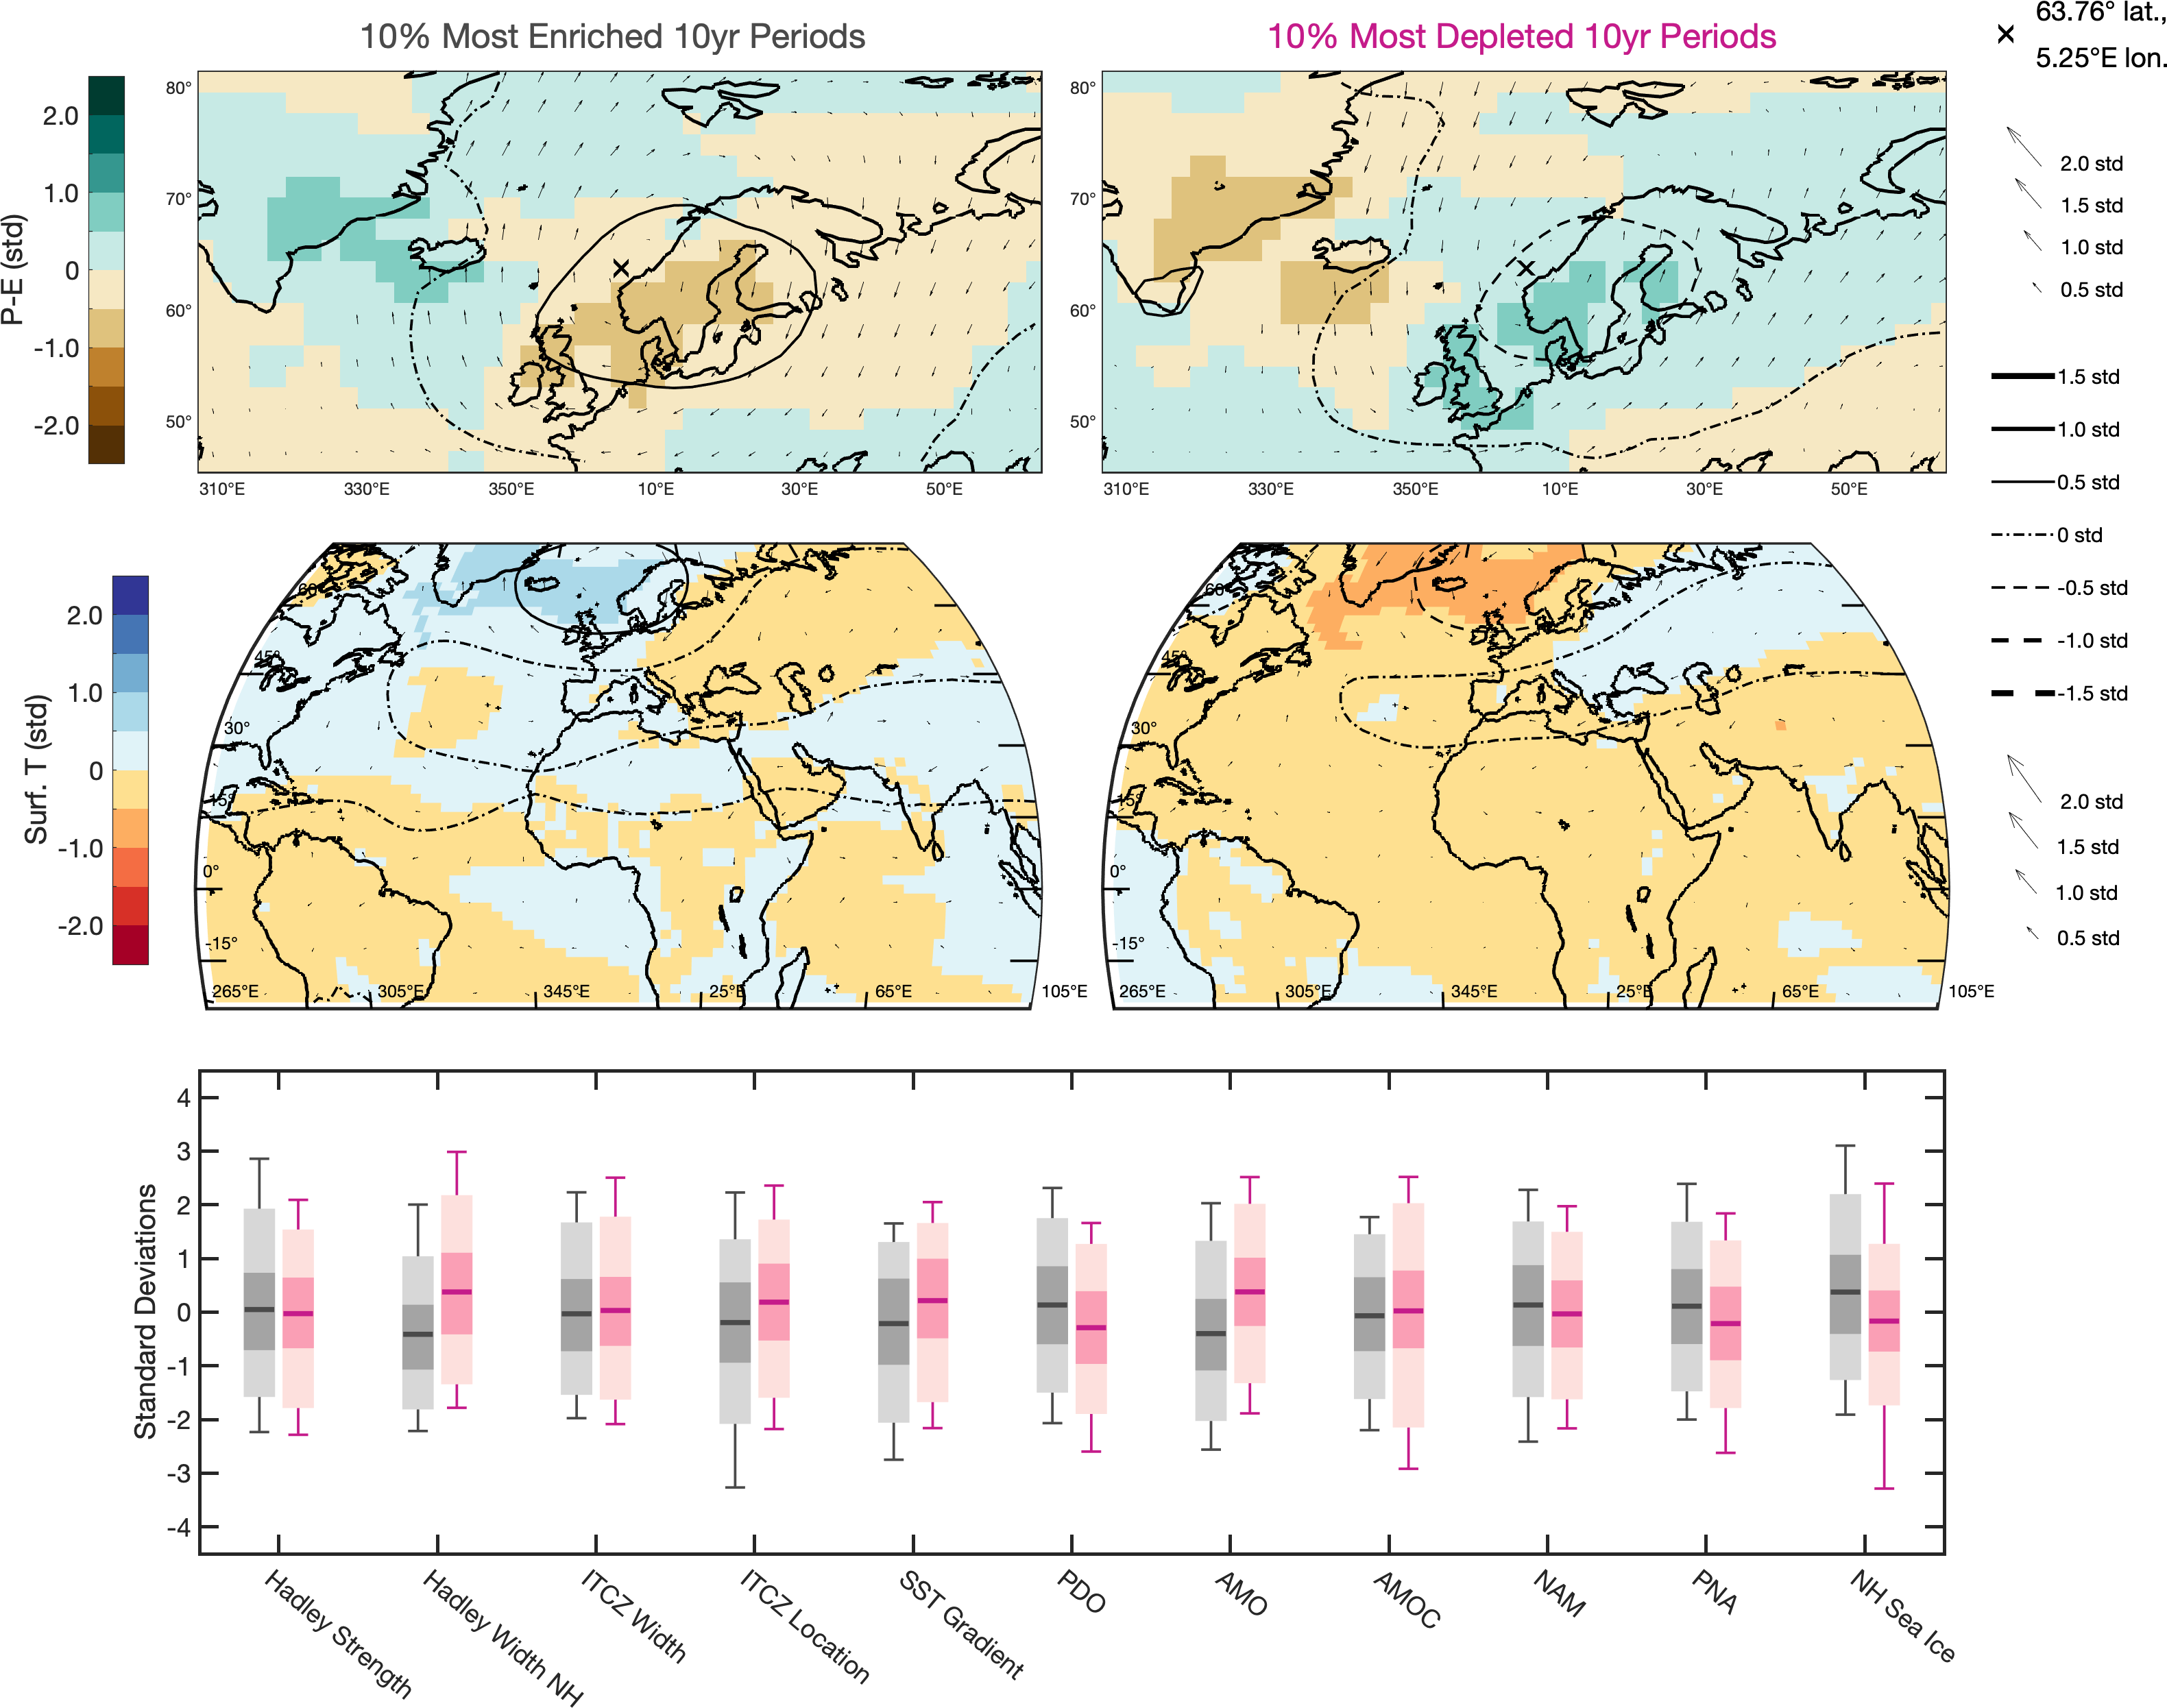 10% Most Enriched 10yr Periods
10% Most Depleted 10yr Periods
63.76° lat.,
5.25°E lon.
P-E (std)
2.0
1.0
0
-1.0
-2.0
80°
70°
60°
50°
310°E 330°E 350°E 10°E 30°E 50°E
80°
70°
60°
50°
310°E 330°E 350°E 10°E 30°E 50°E
2.0 std
1.5 std
1.0 std
0.5 std
1.5 std
1.0 std
0.5 std
0 std
-0.5 std
-1.0 std
-1.5 std
Surf. T (std)
2.0
1.0
0
-1.0
-2.0
60°
45°
30°
15°
0°
-15°
265°E 305°E 345°E 25°E 65°E 105°E
60°
45°
30°
15°
0°
-15°
265°E 305°E 345°E 25°E 65°E 105°E
2.0 std
1.5 std
1.0 std
0.5 std
Standard Deviations
4
3
2
1
0
-1
-2
-3
-4
Hadley Strength
Hadley Width NH
ITCZ Width
ITCZ Location
SST Gradient
PDO
AMO
AMOC
NAM
PNA
NH Sea Ice